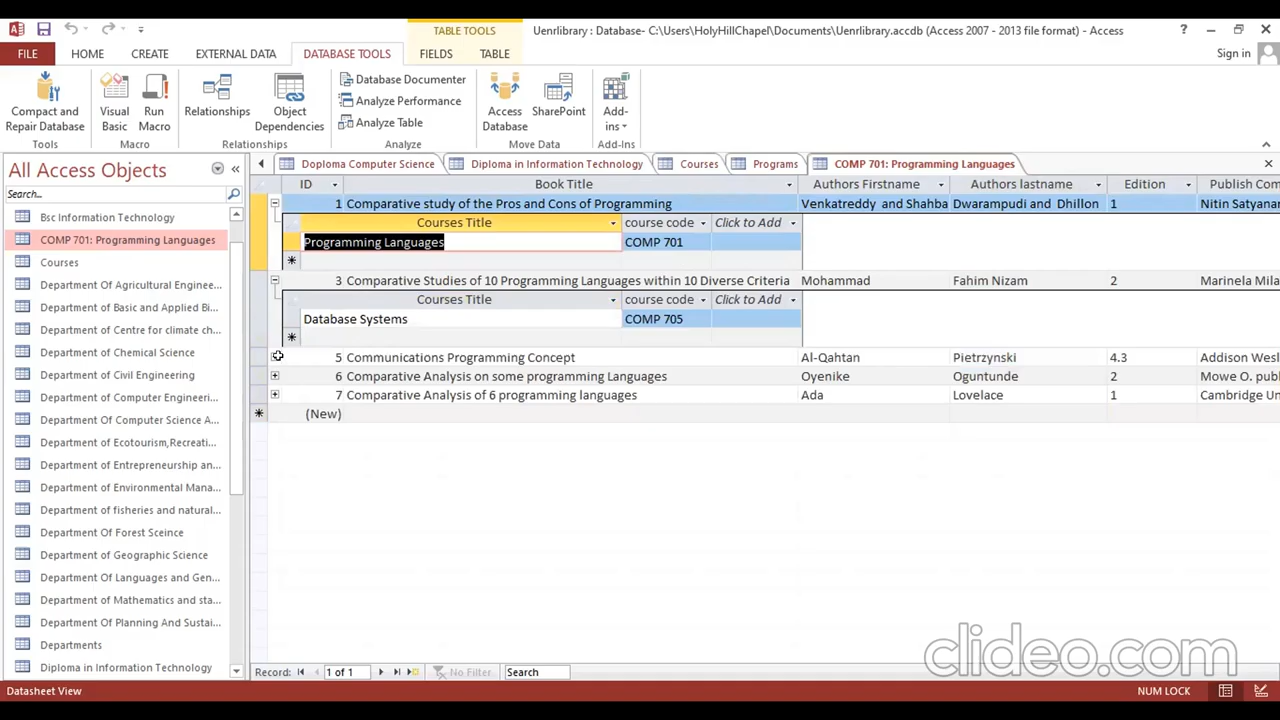 TABLE TOOLS
Uenrlibrary : Database- C:\Users\HolyHillChapel\Documents\Uenrlibrary.accdb (Access 2007 - 2013 file format) - Access
?
FILE HOME CREATE EXTERNAL DATA DATABASE TOOLS FIELDS TABLE Sign in
Compact and
Repair Database
Visual
Basic
Run
Macro
Relationships
Object
Dependencies
Database Documenter
Analyze Performance
Analyze Table
Access
Database
SharePoint
Add-
ins
Tools Macro Relationships Analyze Move Data Add-Ins
All Access Objects
Search...
Bsc Information Technology
COMP 701: Programming Languages
Courses
Department Of Agricultural Enginee...
Department of Basic and Applied Bi...
Department of Centre for climate ch...
Department of Chemical Science
Department of Civil Engineering
Department of Computer Engineeri...
Department Of Computer Science A...
Department of Ecotourism,Recreati...
Department of Entrepreneurship an...
Department of Environmental Mana...
Department of fisheries and natural...
Department Of Forest Sceince
Department of Geographic Science
Department Of Languages and Gen...
Department of Mathematics and sta...
Department Of Planning And Sustai...
Departments
Diploma in Information Technology
Doploma Computer Science Diploma in Information Technology Courses Programs COMP 701: Programming Languages
ID Book Title Authors Firstname Authors lastname Edition Publish Com
1 Comparative study of the Pros and Cons of Programming Venkatreddy and Shahba Dwarampudi and Dhillon 1 Nitin Satyanar
Courses Title course code Click to Add
Programming Languages COMP 701
3 Comparative Studies of 10 Programming Languages within 10 Diverse Criteria Mohammad Fahim Nizam 2 Marinela Mila
Courses Title course code Click to Add
Database Systems COMP 705
5 Communications Programming Concept Al-Qahtan Pietrzynski 4.3 Addison Wesl
6 Comparative Analysis on some programming Languages Oyenike Oguntunde 2 Mowe O. publ
7 Comparative Analysis of 6 programming languages Ada Lovelace 1 Cambridge Un
(New)
clideo.com
Record: 1 of 1 No Filter Search
Datasheet View NUM LOCK